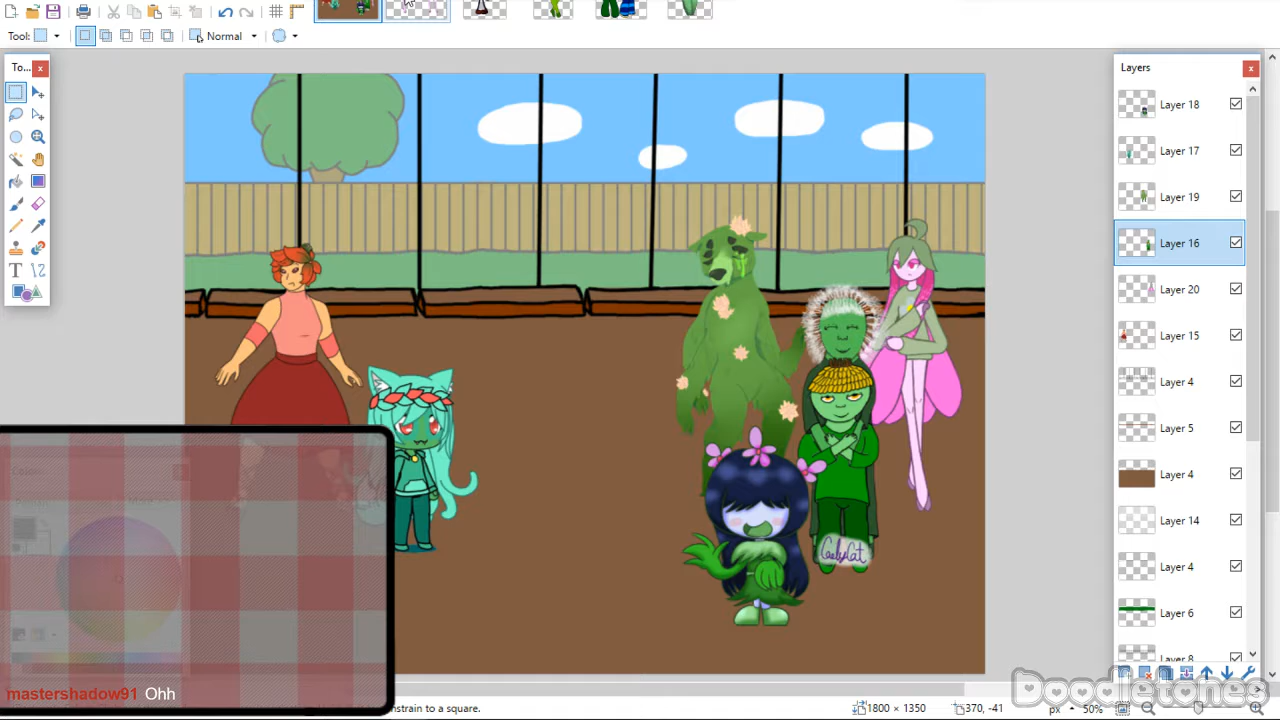 Tool:
Normal
To...
Layers
Layer 18
Layer 17
Layer 19
Layer 16
Layer 20
Layer 15
Layer 4
Layer 5
Layer 4
Layer 14
Layer 4
Layer 6
Layer 8
mastershadow91 Ohh
nstrain to a square.
1800 × 1350
370, -41
px
50%
Doodletones